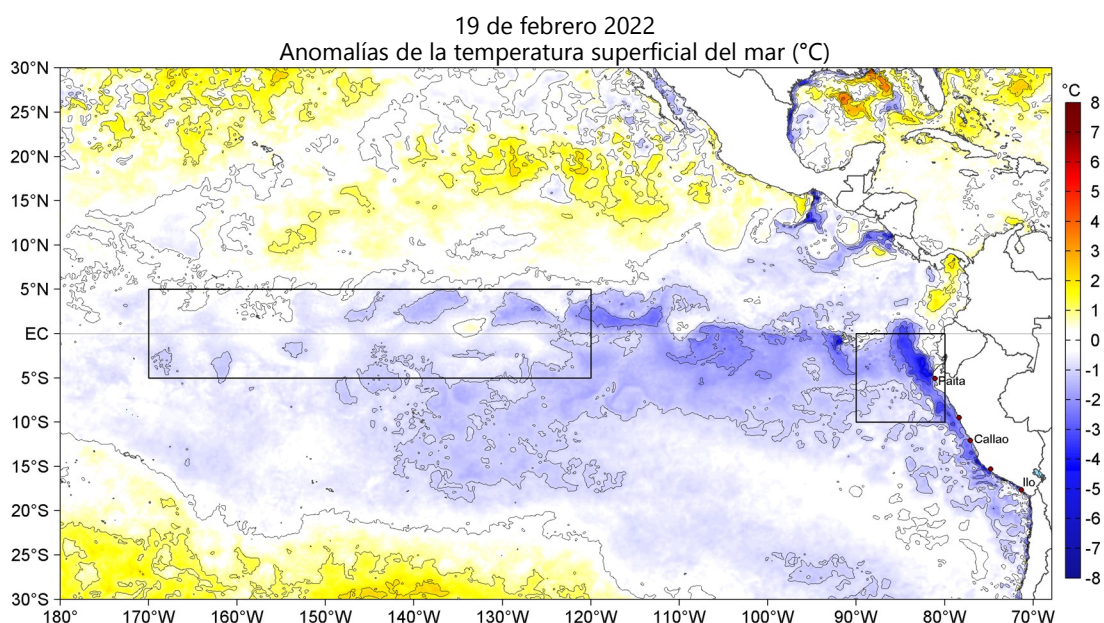 19 de febrero 2022
Anomalías de la temperatura superficial del mar (°C)
30°N
25°N
20°N
15°N
10°N
5°N
EC
5°S
10°S
15°S
20°S
25°S
30°S
180
170°W
160°W
150°W
140°W
130°W
120°W
110°W
100°W
90°W
80°W
70°W
Paita
Callao
Ilo
°C
8
7
6
5
4
3
2
1
0
-1
-2
-3
-4
-5
-6
-7
-8